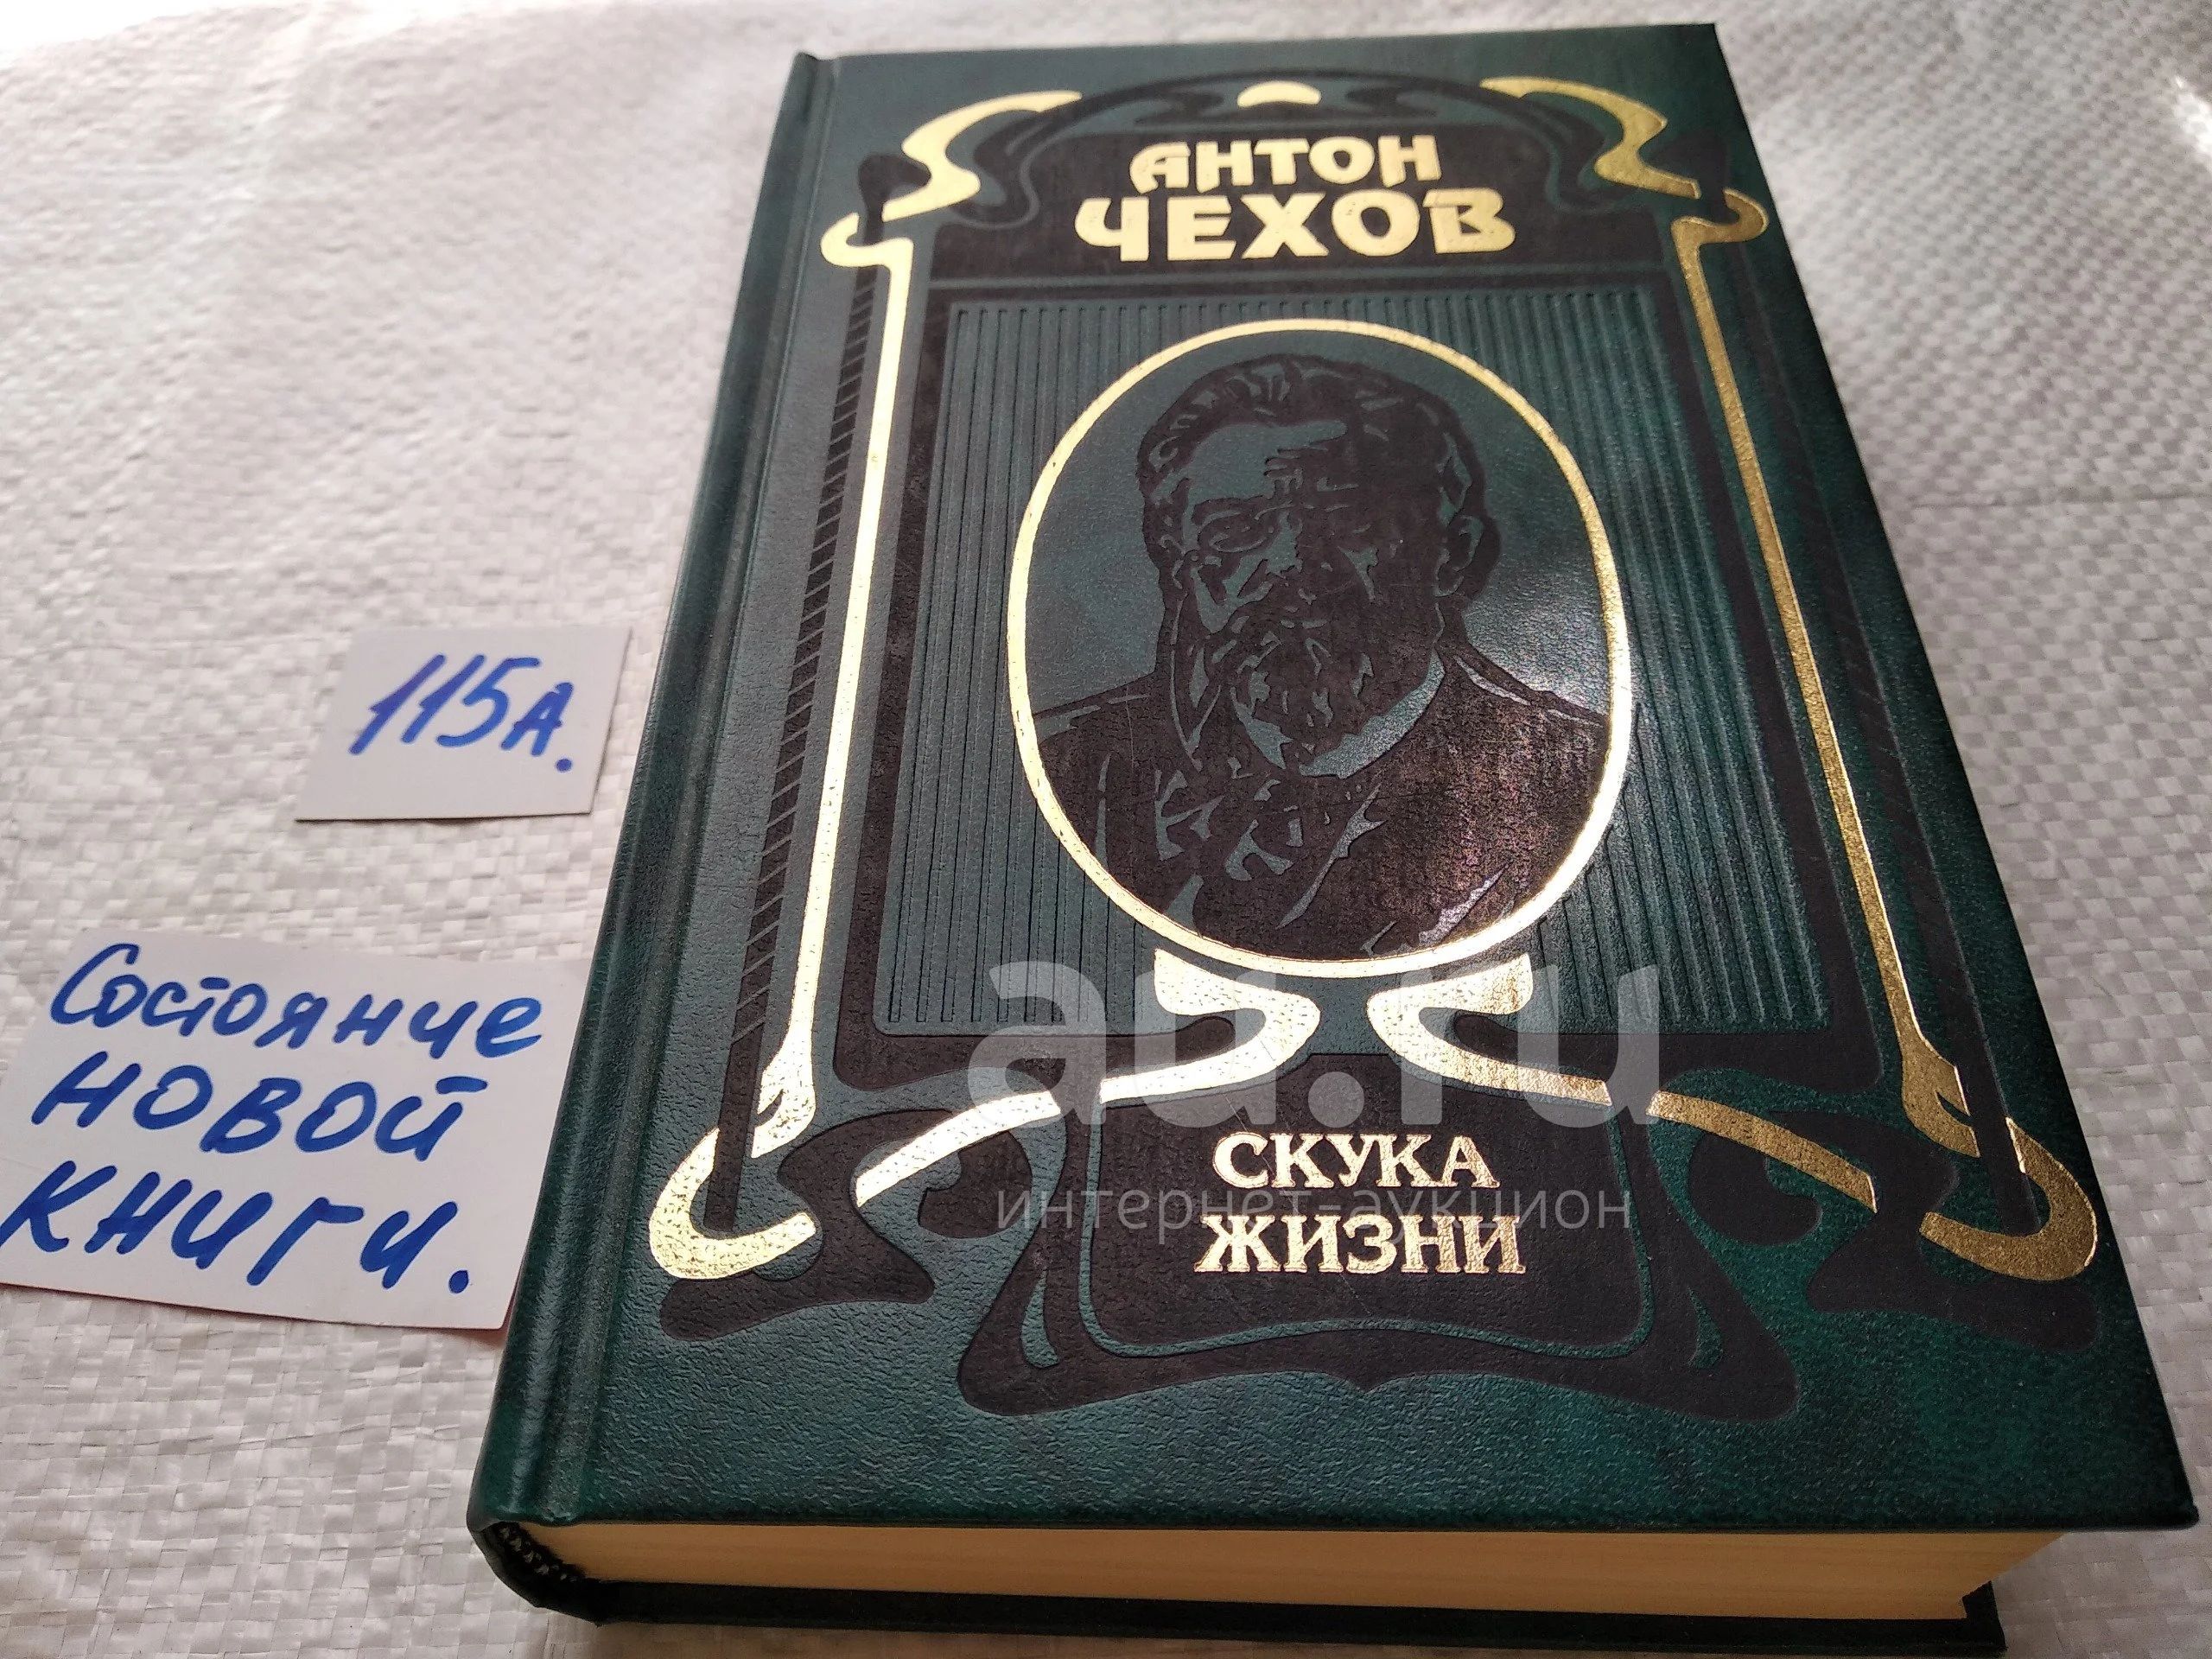 АНТОН
ЧЕХОВ
115А.
Состояние
новой
книги.
au.ru
СКУКА
интернет-аукцион
ЖИЗНИ